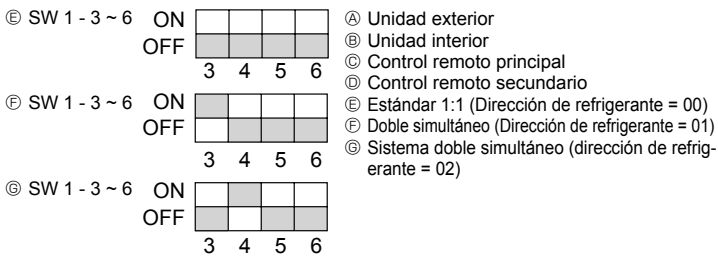 Ⓔ SW 1 - 3 ~ 6 ON
OFF
3 4 5 6
Ⓕ SW 1 - 3 ~ 6 ON
OFF
3 4 5 6
Ⓖ SW 1 - 3 ~ 6 ON
OFF
3 4 5 6
Ⓐ Unidad exterior
Ⓑ Unidad interior
Ⓒ Control remoto principal
Ⓓ Control remoto secundario
Ⓔ Estándar 1:1 (Dirección de refrigerante = 00)
Ⓕ Doble simultáneo (Dirección de refrigerante = 01)
Ⓖ Sistema doble simultáneo (dirección de refrig-
erante = 02)